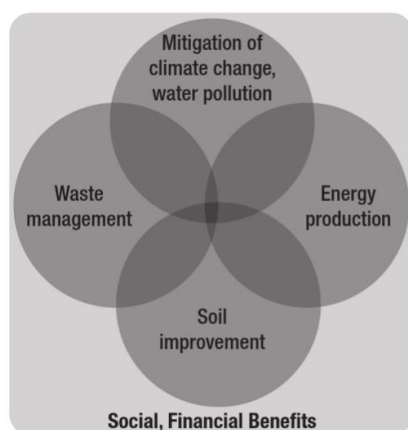 Mitigation of
climate change,
water pollution
Waste
management
Energy
production
Soil
improvement
Social, Financial Benefits